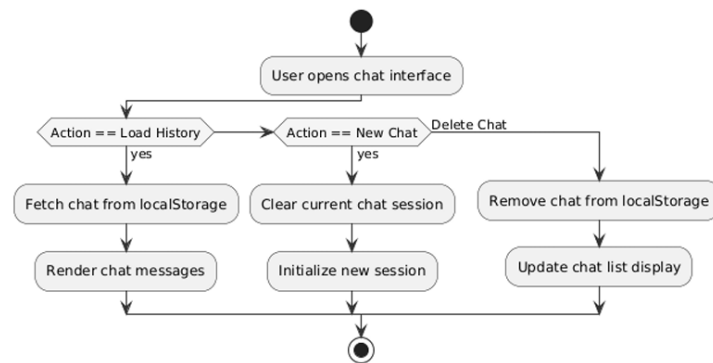 User opens chat interface
Action == Load History
Action == New Chat
Delete Chat
yes
yes
Fetch chat from localStorage
Clear current chat session
Remove chat from localStorage
Render chat messages
Initialize new session
Update chat list display